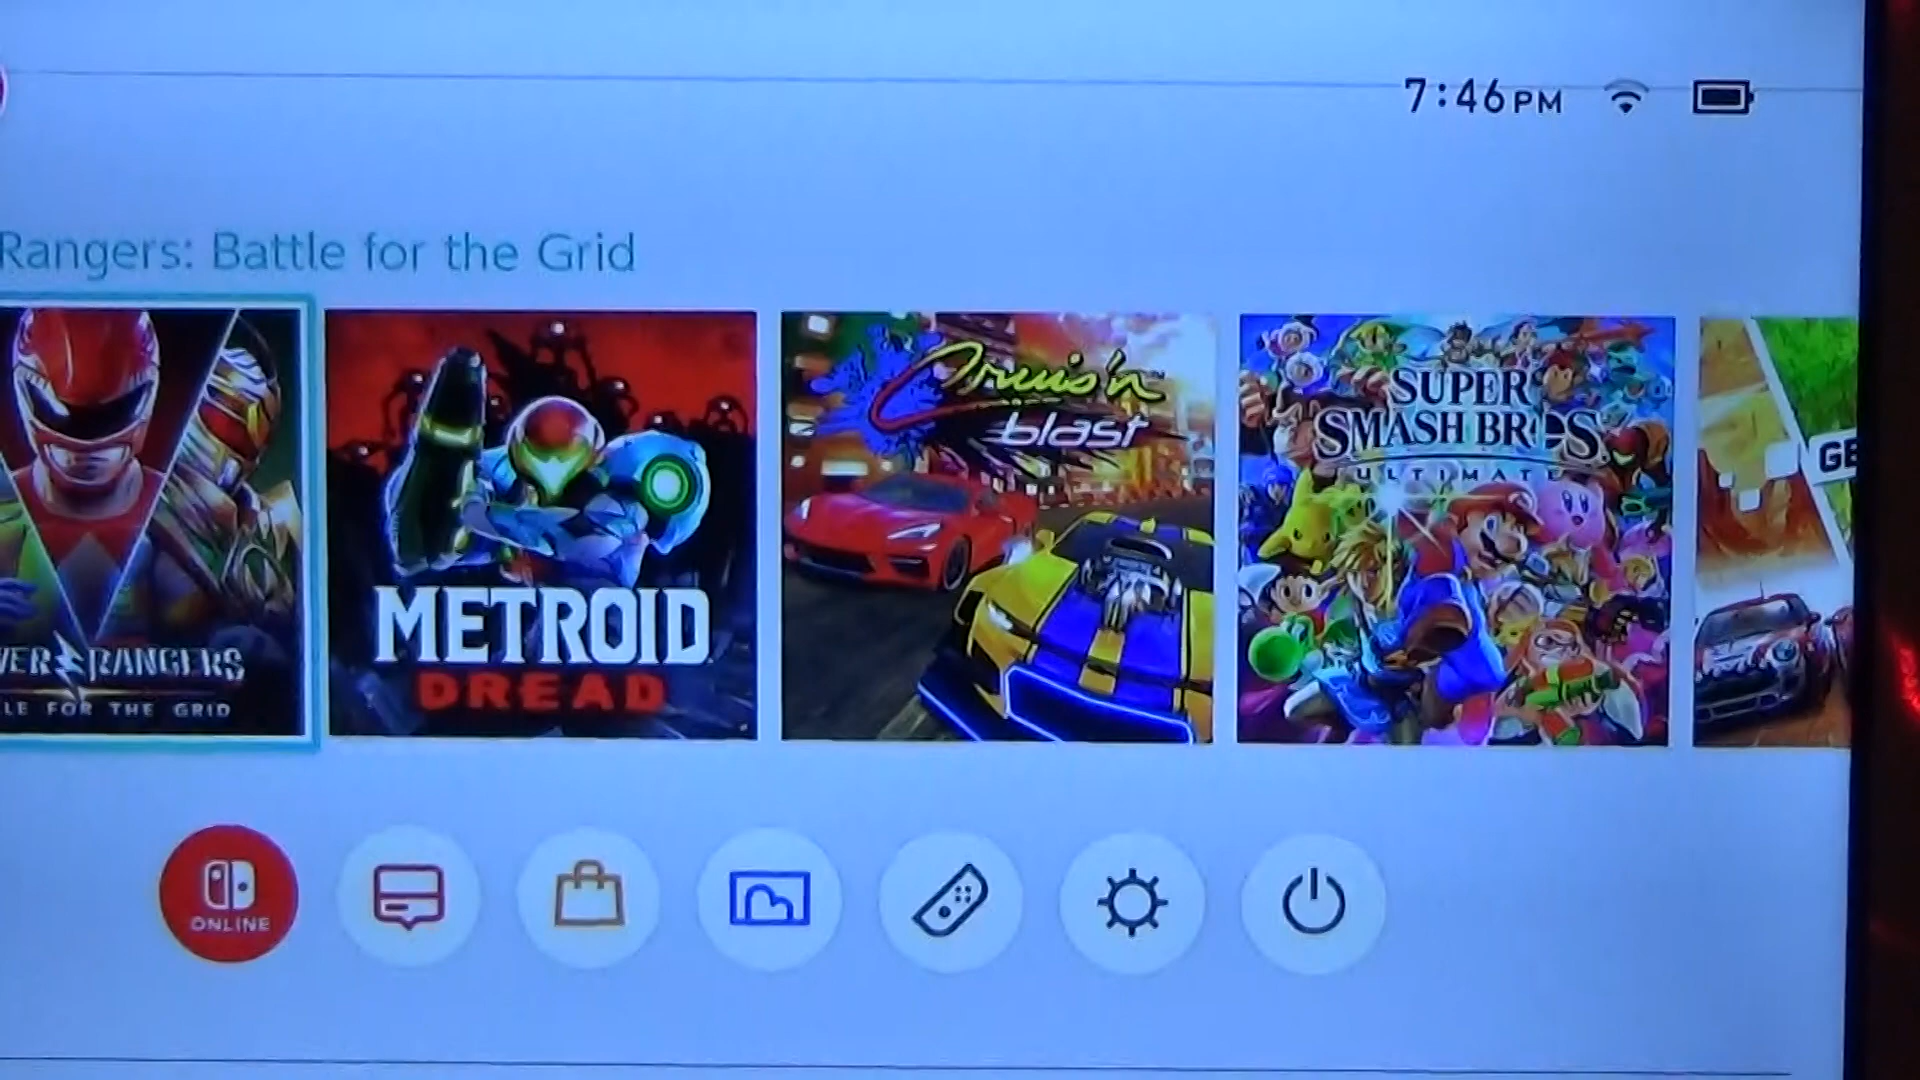 7:46PM
Rangers: Battle for the Grid
WER RANGERS
LE FOR THE GRID
METROID
DREAD
Cruis'n
blast
SUPER
SMASH BROS.
ULTIMATE
GE
ONLINE